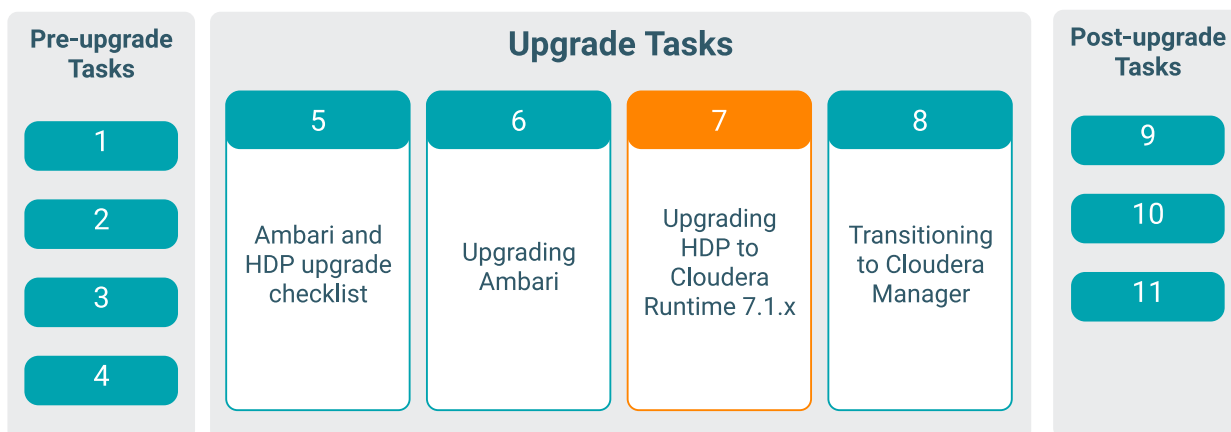 Pre-upgrade
Tasks
1
2
3
4
Upgrade Tasks
5
Ambari and
HDP upgrade
checklist
6
Upgrading
Ambari
7
Upgrading
HDP to
Cloudera
Runtime 7.1.x
8
Transitioning
to Cloudera
Manager
Post-upgrade
Tasks
9
10
11